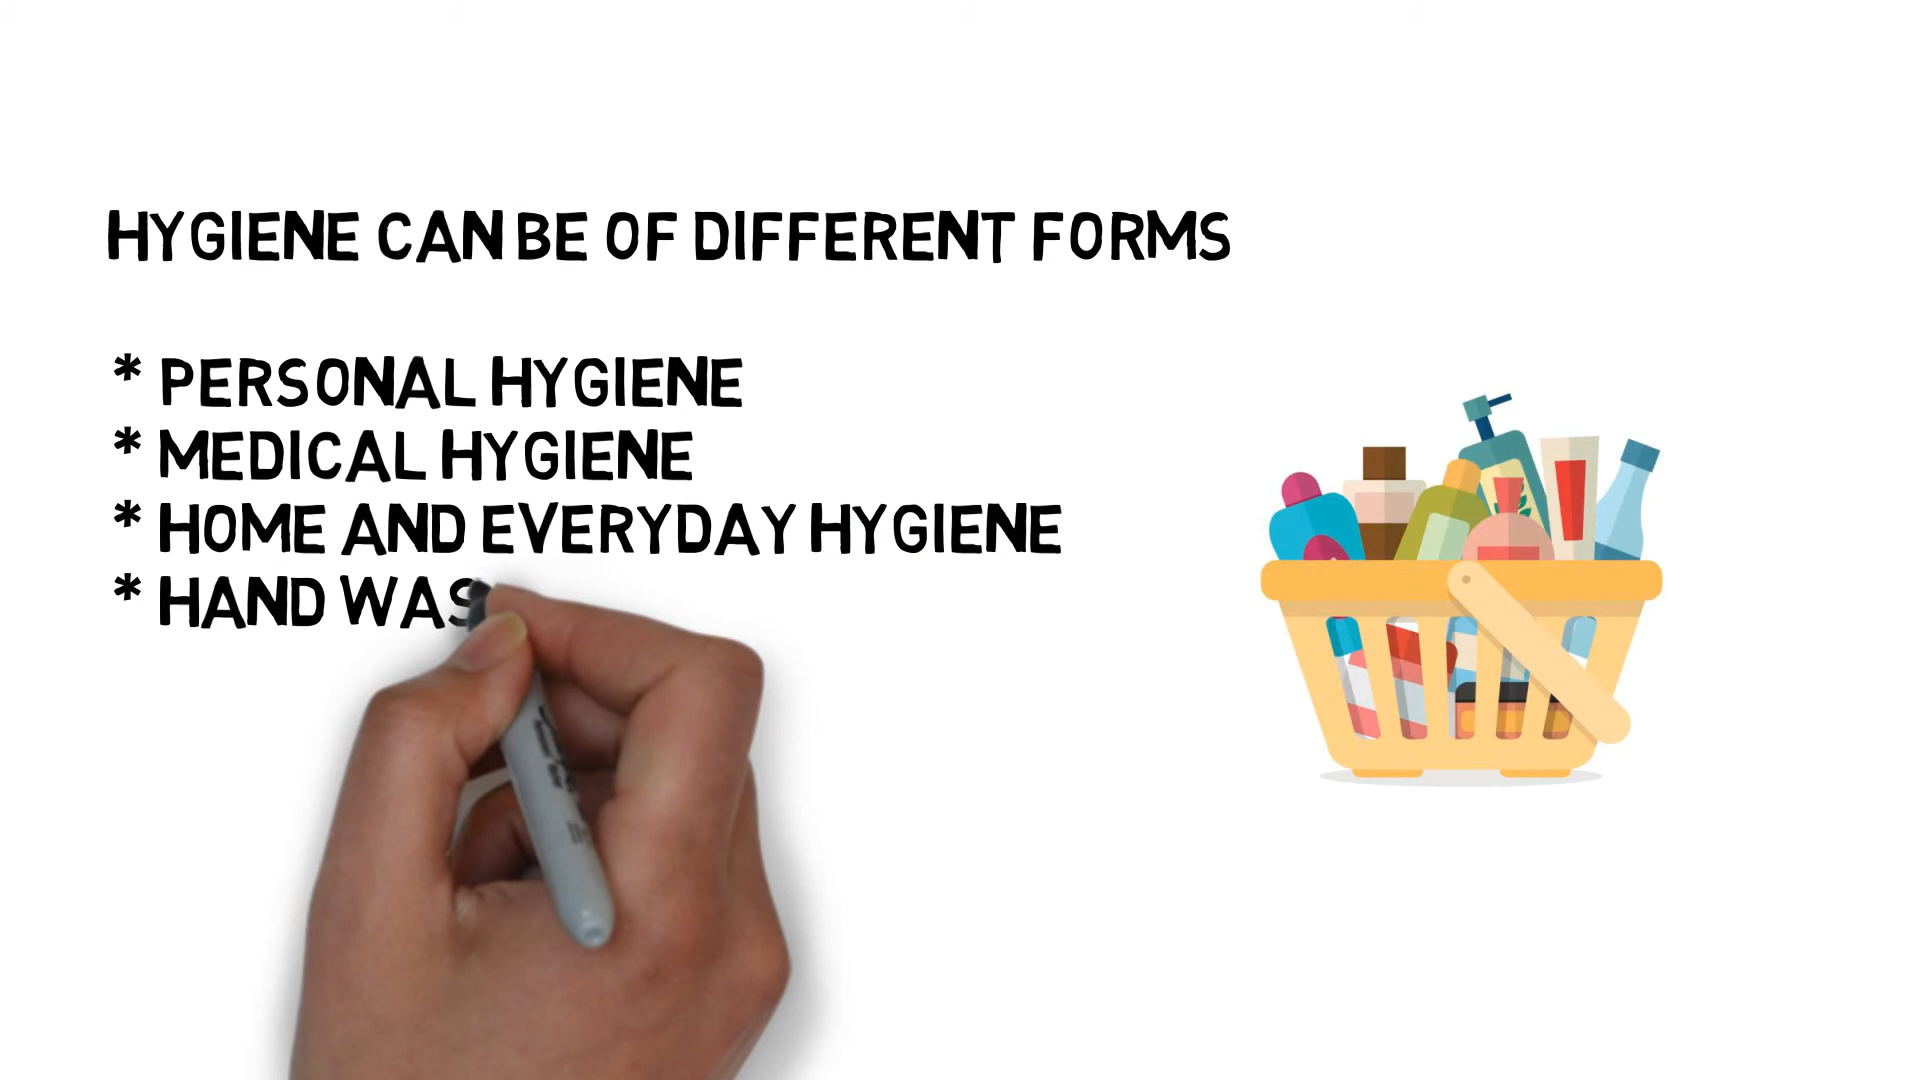 HYGIENE CAN BE OF DIFFERENT FORMS
* PERSONAL HYGIENE
* MEDICAL HYGIENE
* HOME AND EVERYDAY HYGIENE
* HAND WAS